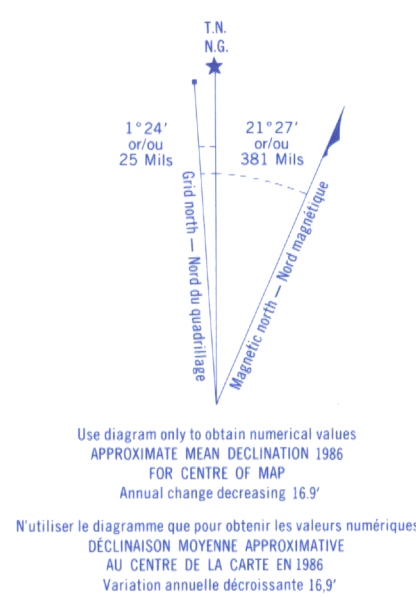 T.N.
N.G.
1°24'
or/ou
25 Mils
21°27'
or/ou
381 Mils
Grid north — Nord du quadrillage
Magnetic north — Nord magnétique
Use diagram only to obtain numerical values
APPROXIMATE MEAN DECLINATION 1986
FOR CENTRE OF MAP
Annual change decreasing 16.9'
N'utiliser le diagramme que pour obtenir les valeurs numériques
DÉCLINAISON MOYENNE APPROXIMATIVE
AU CENTRE DE LA CARTE EN 1986
Variation annuelle décroissante 16,9'